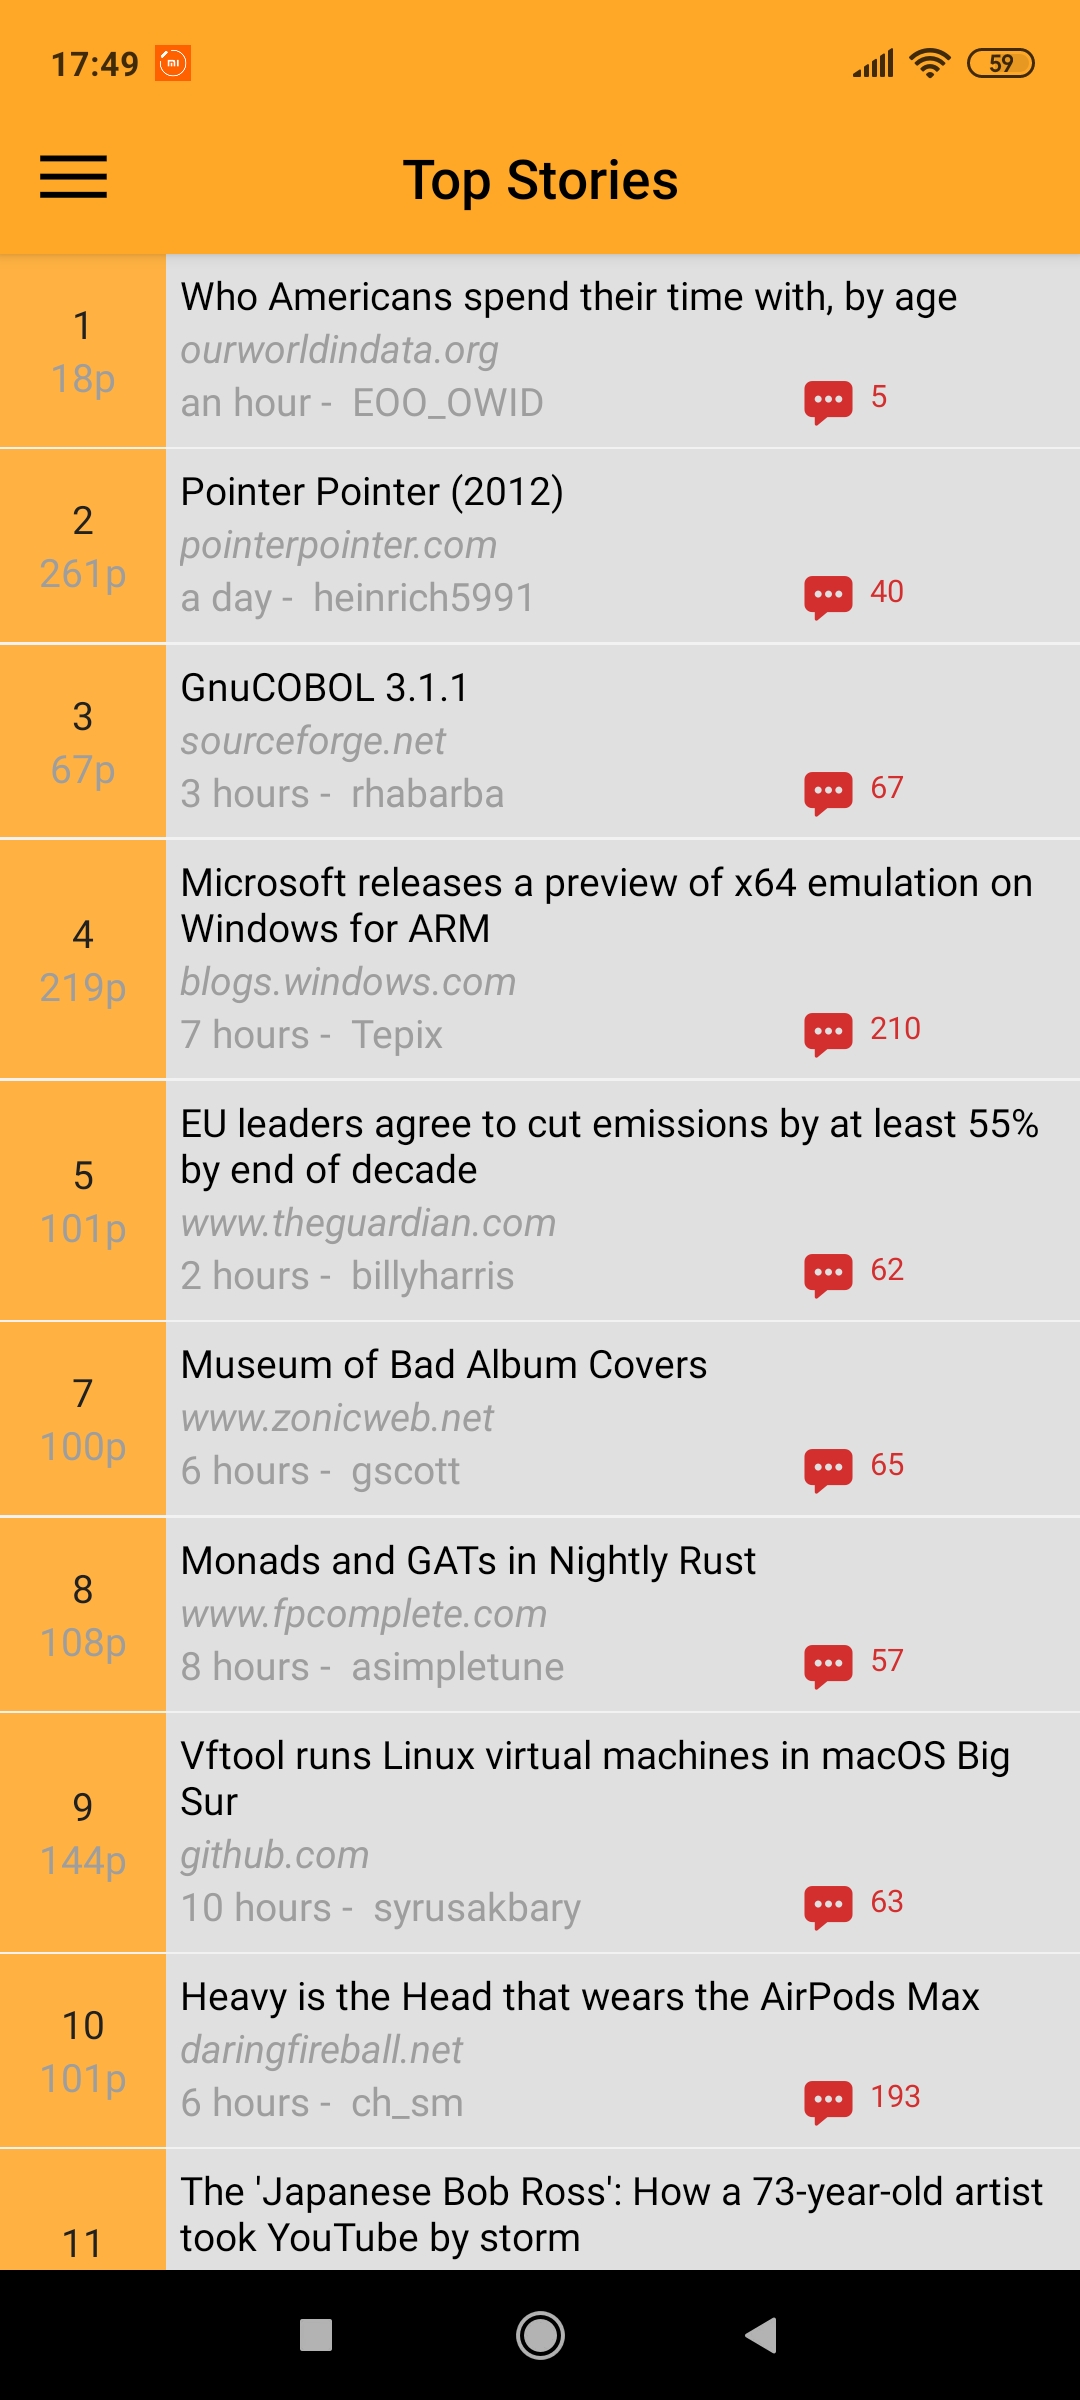 17:49
59
Top Stories
1
18p
Who Americans spend their time with, by age
ourworldindata.org
an hour - EOO_OWID
5
2
261p
Pointer Pointer (2012)
pointerpointer.com
a day - heinrich5991
40
3
67p
GnuCOBOL 3.1.1
sourceforge.net
3 hours - rhabarba
67
4
219p
Microsoft releases a preview of x64 emulation on
Windows for ARM
blogs.windows.com
7 hours - Tepix
210
5
101p
EU leaders agree to cut emissions by at least 55%
by end of decade
www.theguardian.com
2 hours - billyharris
62
7
100p
Museum of Bad Album Covers
www.zonicweb.net
6 hours - gscott
65
8
108p
Monads and GATs in Nightly Rust
www.fpcomplete.com
8 hours - asimpletune
57
9
144p
Vftool runs Linux virtual machines in macOS Big
Sur
github.com
10 hours - syrusakbary
63
10
101p
Heavy is the Head that wears the AirPods Max
daringfireball.net
6 hours - ch_sm
193
11
The 'Japanese Bob Ross': How a 73-year-old artist
took YouTube by storm